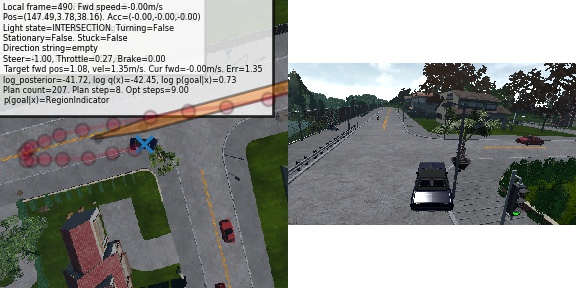 Local frame=490. Fwd speed=-0.00m/s
Pos=(147.49,3.78,38.16). Acc=(-0.00,-0.00,-0.00)
Light state=INTERSECTION. Turning=False
Stationary=False. Stuck=False
Direction string=empty
Steer=-1.00, Throttle=0.27, Brake=0.00
Target fwd pos=1.08, vel=1.35m/s. Cur fwd=-0.00m/s. Err=1.35
log_posterior=-41.72, log q(x)=-42.45, log p(goal|x)=0.73
Plan count=207. Plan step=8. Opt steps=9.00
p(goal|x)=RegionIndicator